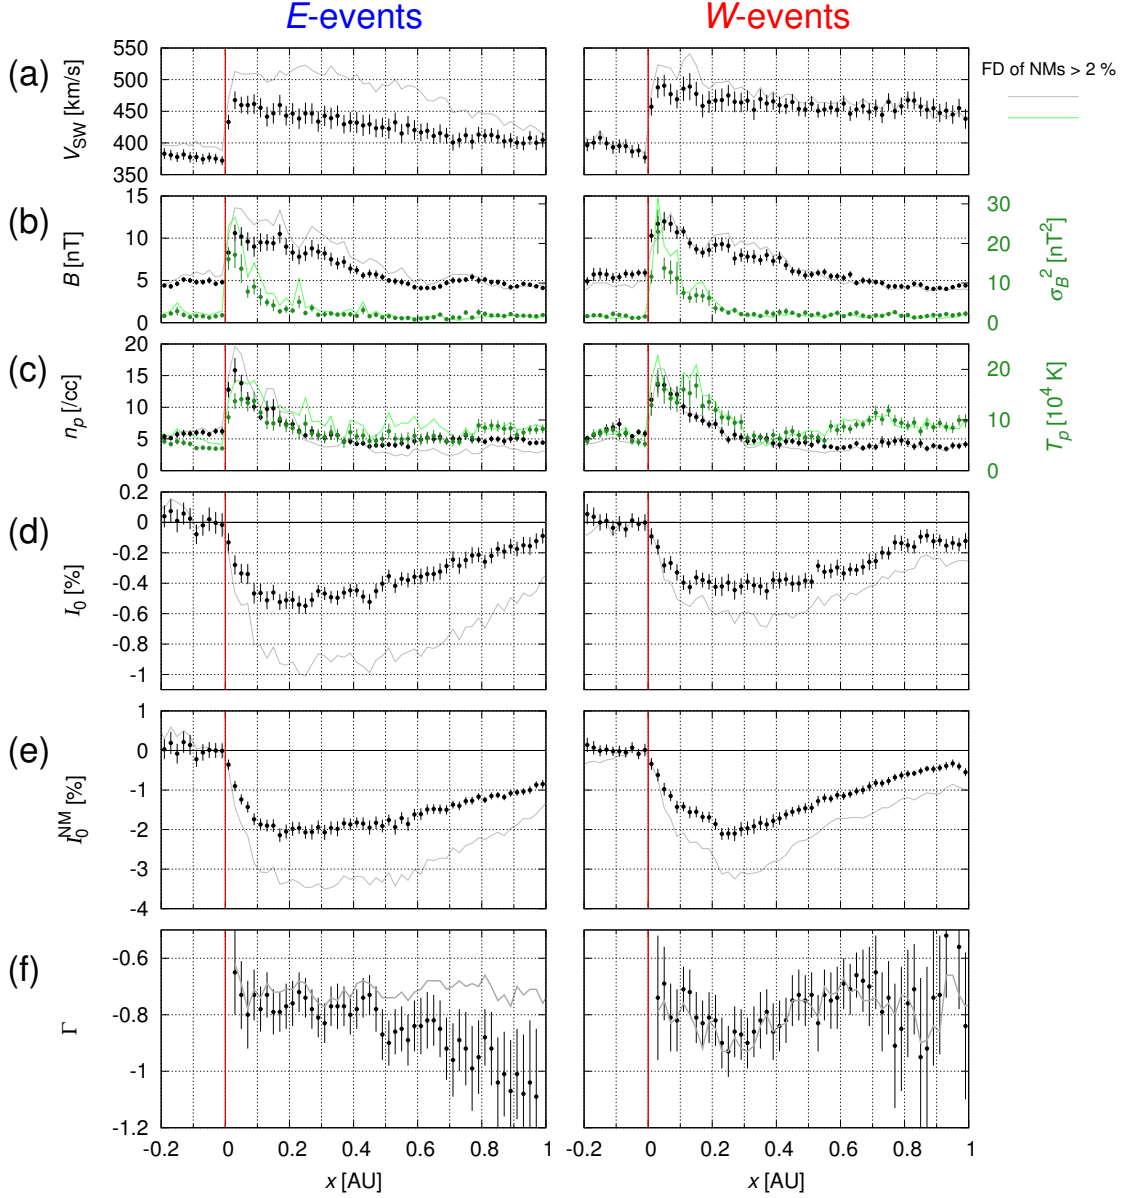 E-events W-events
FD of NMs > 2 %
(a)
V_SW [km/s]
550
500
450
400
350
(b)
B [nT]
15
10
5
0
σ_B^2 [nT^2]
30
20
10
0
(c)
n_p [/cc]
20
15
10
5
0
T_p [10^4 K]
20
10
0
(d)
I_0 [%]
0.2
0
-0.2
-0.4
-0.6
-0.8
-1
(e)
I_0^NM [%]
1
0
-1
-2
-3
-4
(f)
Γ
-0.6
-0.8
-1
-1.2
-0.2 0 0.2 0.4 0.6 0.8 1
-0.2 0 0.2 0.4 0.6 0.8 1
x [AU] x [AU]